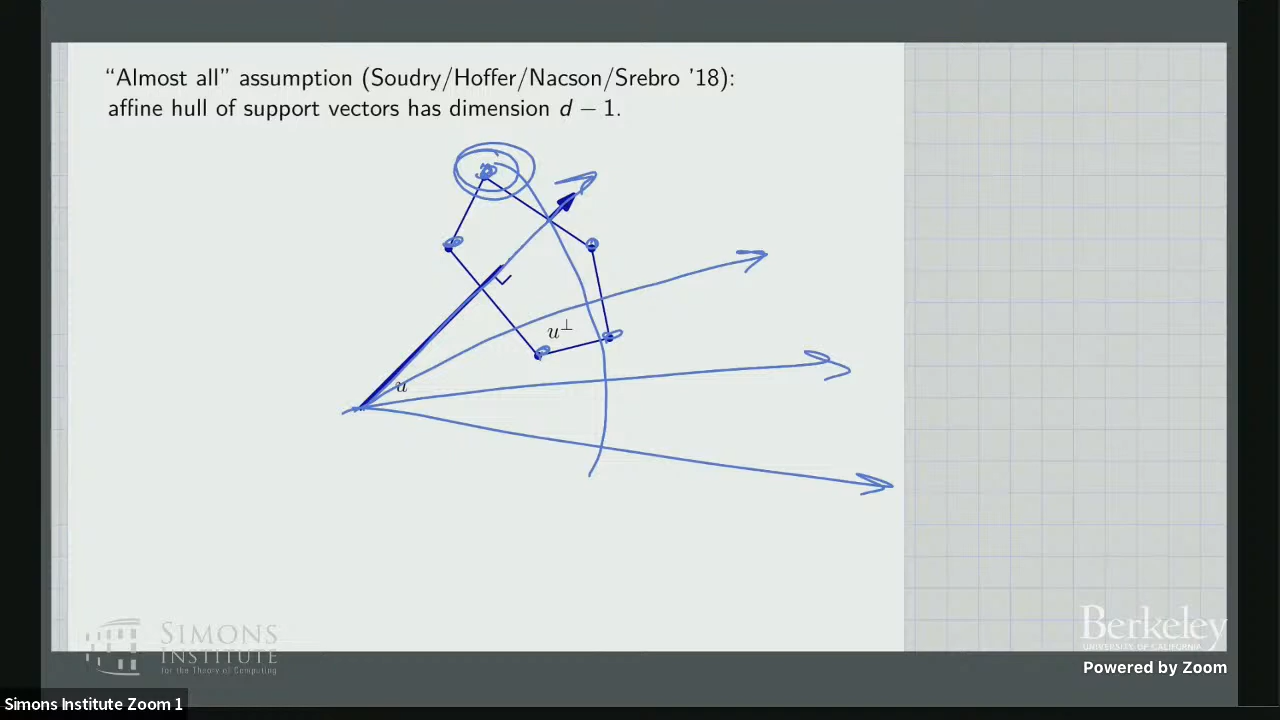 “Almost all” assumption (Soudry/Hoffer/Nacson/Srebro ’18):
affine hull of support vectors has dimension d − 1.
u⊥
u
SIMONS
INSTITUTE
for the Theory of Computing
Berkeley
UNIVERSITY OF CALIFORNIA
Powered by Zoom
Simons Institute Zoom 1